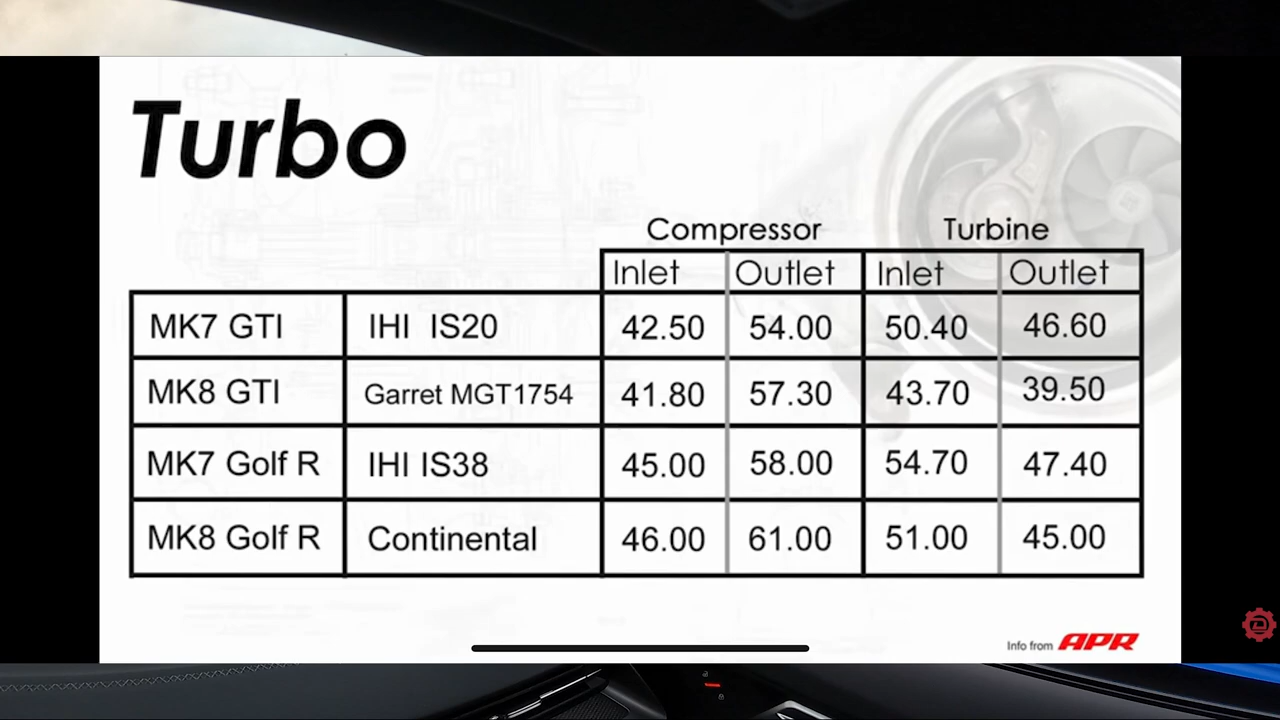 Turbo
Compressor Turbine
Inlet Outlet Inlet Outlet
MK7 GTI IHI IS20 42.50 54.00 50.40 46.60
MK8 GTI Garret MGT1754 41.80 57.30 43.70 39.50
MK7 Golf R IHI IS38 45.00 58.00 54.70 47.40
MK8 Golf R Continental 46.00 61.00 51.00 45.00
Info from APR